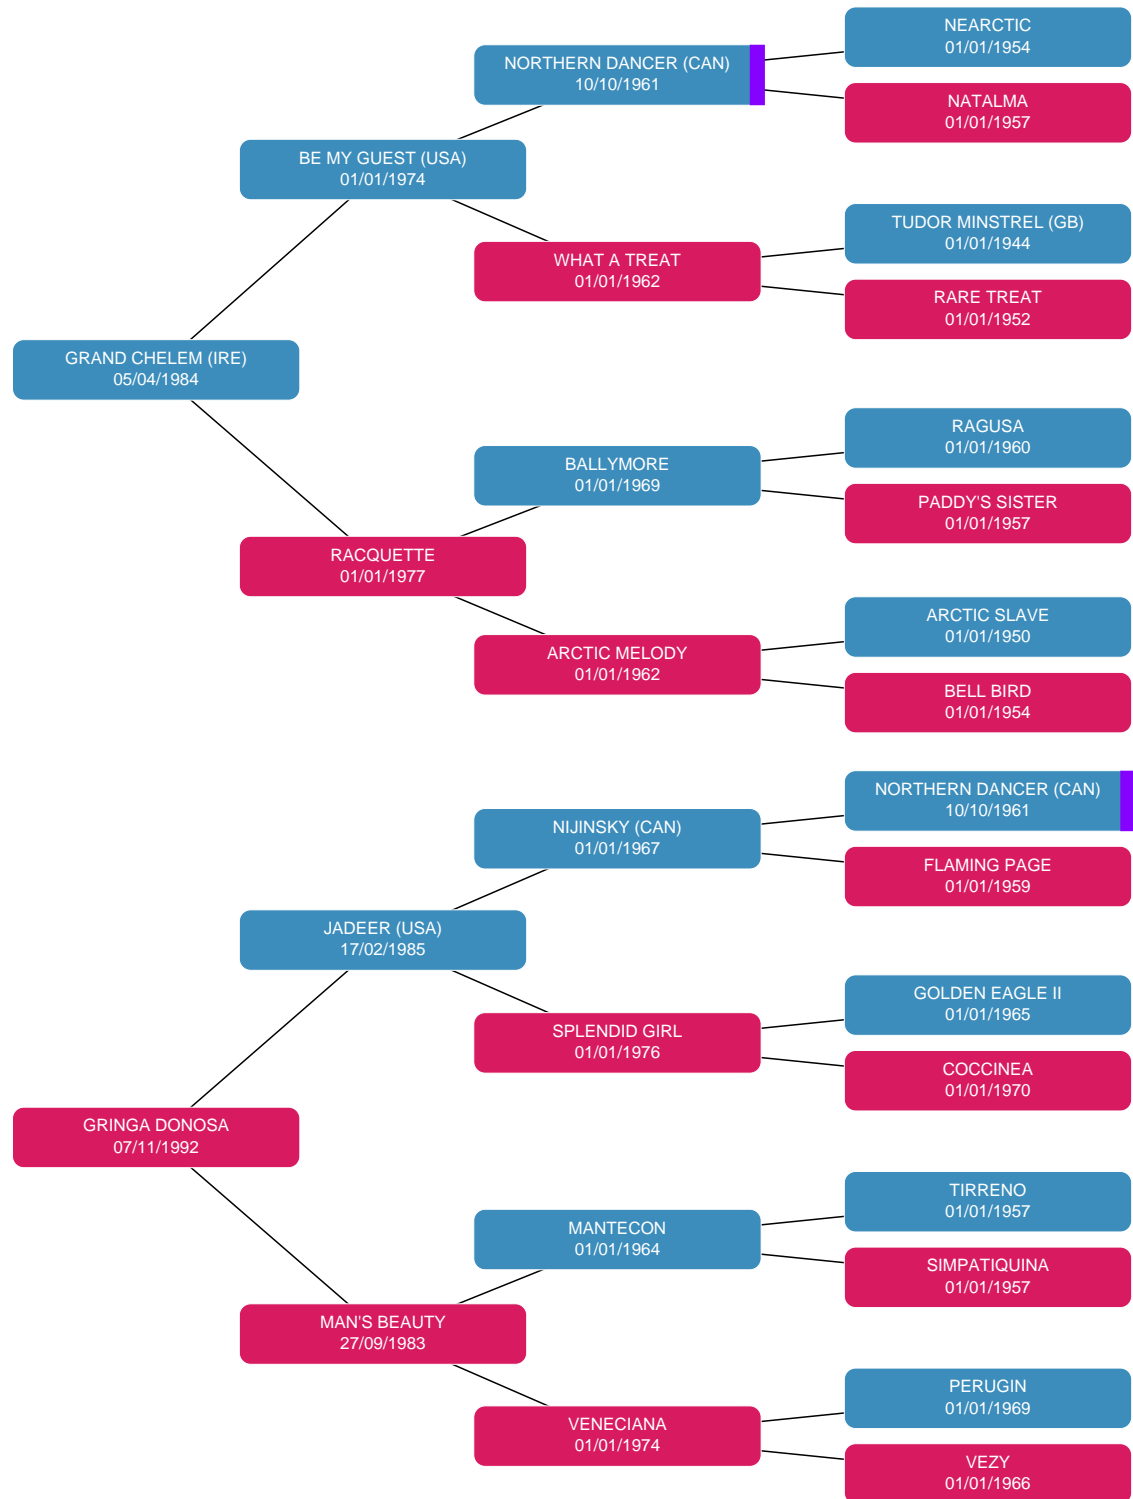 NEARCTIC
01/01/1954
NORTHERN DANCER (CAN)
10/10/1961
NATALMA
01/01/1957
BE MY GUEST (USA)
01/01/1974
TUDOR MINSTREL (GB)
01/01/1944
WHAT A TREAT
01/01/1962
RARE TREAT
01/01/1952
GRAND CHELEM (IRE)
05/04/1984
RAGUSA
01/01/1960
BALLYMORE
01/01/1969
PADDY'S SISTER
01/01/1957
RACQUETTE
01/01/1977
ARCTIC SLAVE
01/01/1950
ARCTIC MELODY
01/01/1962
BELL BIRD
01/01/1954
NORTHERN DANCER (CAN)
10/10/1961
NIJINSKY (CAN)
01/01/1967
FLAMING PAGE
01/01/1959
JADEER (USA)
17/02/1985
GOLDEN EAGLE II
01/01/1965
SPLENDID GIRL
01/01/1976
COCCINEA
01/01/1970
GRINGA DONOSA
07/11/1992
TIRRENO
01/01/1957
MANTECON
01/01/1964
SIMPATIQUINA
01/01/1957
MAN'S BEAUTY
27/09/1983
PERUGIN
01/01/1969
VENECIANA
01/01/1974
VEZY
01/01/1966